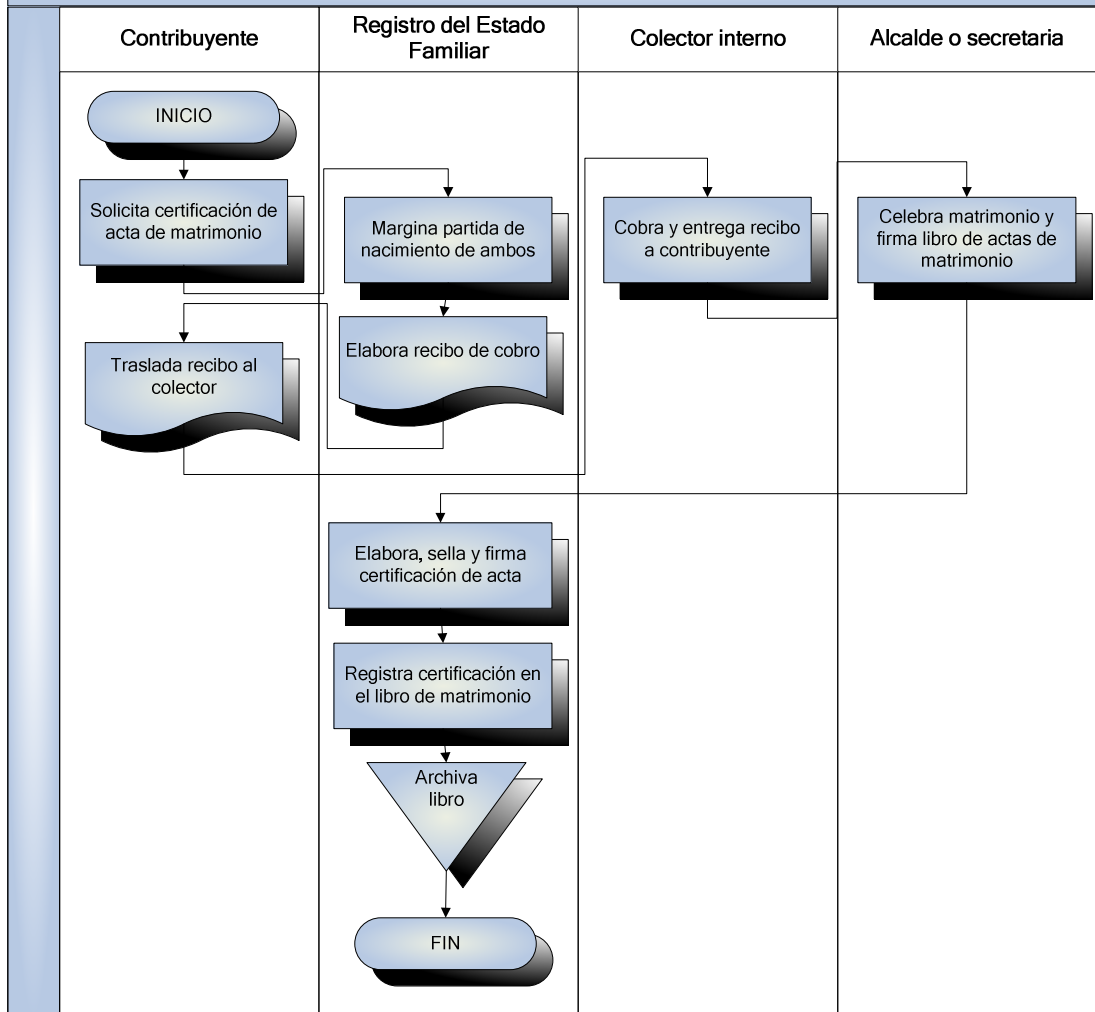 Contribuyente
Registro del Estado
Familiar
Colector interno
Alcalde o secretaria
INICIO
Solicita certificación de
acta de matrimonio
Margina partida de
nacimiento de ambos
Cobra y entrega recibo
a contribuyente
Celebra matrimonio y
firma libro de actas de
matrimonio
Traslada recibo al
colector
Elabora recibo de cobro
Elabora, sella y firma
certificación de acta
Registra certificación en
el libro de matrimonio
Archiva
libro
FIN